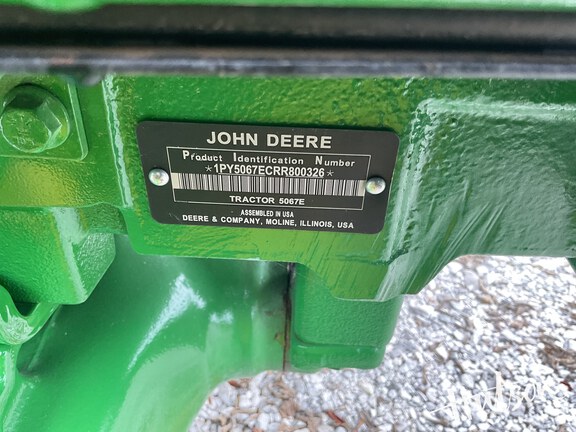 JOHN DEERE
Product Identification Number
*1PY5067ECRR800326*
TRACTOR 5067E
ASSEMBLED IN USA
DEERE & COMPANY, MOLINE, ILLINOIS, USA